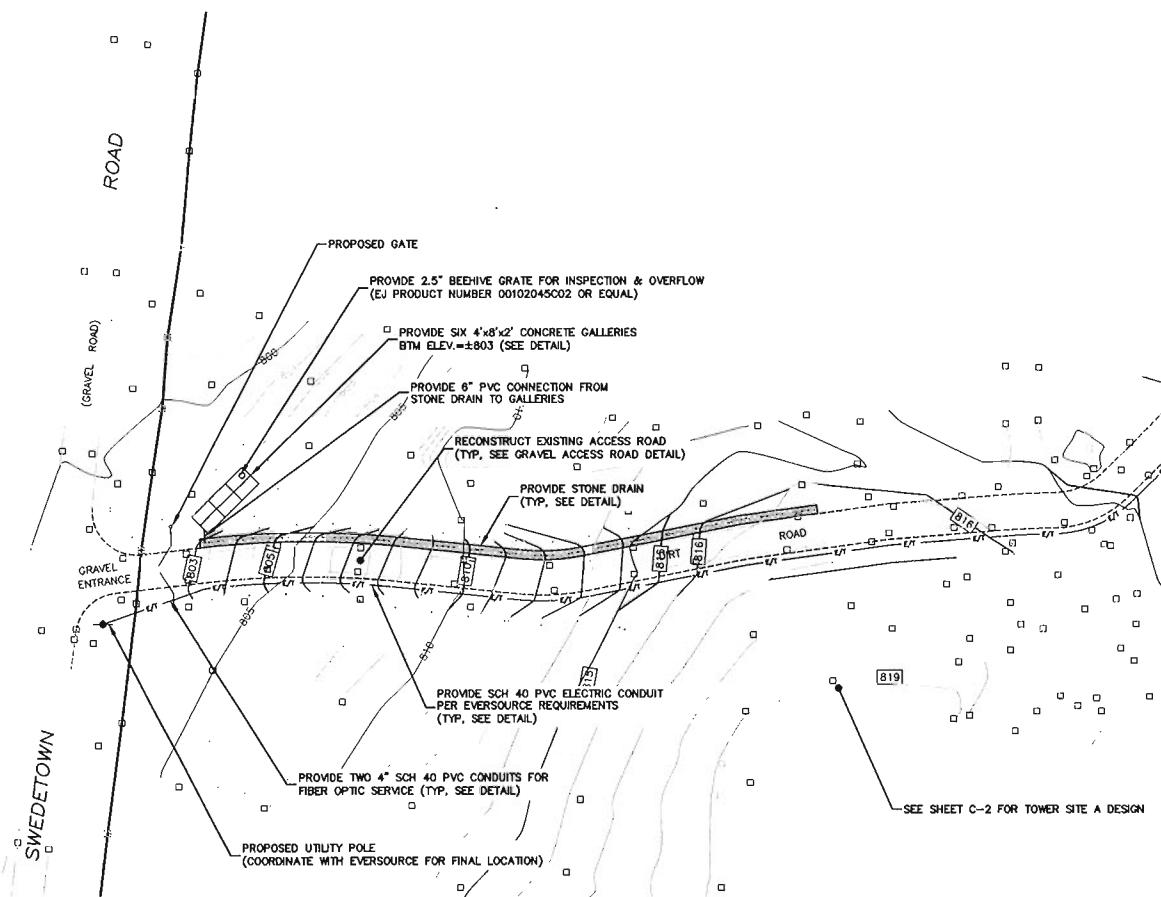 ROAD
PROPOSED GATE
PROVIDE 2.5" BEEHIVE GRATE FOR INSPECTION & OVERFLOW
(EJ PRODUCT NUMBER 00102045C02 OR EQUAL)
PROVIDE SIX 4'x8'x2' CONCRETE GALLERIES
BTM ELEV.=±803 (SEE DETAIL)
800
(GRAVEL ROAD)
PROVIDE 6" PVC CONNECTION FROM
STONE DRAIN TO GALLERIES
805
RECONSTRUCT EXISTING ACCESS ROAD
(TYP, SEE GRAVEL ACCESS ROAD DETAIL)
PROVIDE STONE DRAIN
(TYP, SEE DETAIL)
816
ROAD
GRAVEL
ENTRANCE
803
805
810
816
E/T
E/T
E/T
E/T
E/T
E/T
E/T
E/T
E/T
E/T
E/T
E/T
E/T
805
810
815
819
PROVIDE SCH 40 PVC ELECTRIC CONDUIT
PER EVERSOURCE REQUIREMENTS
(TYP, SEE DETAIL)
SWEDETOWN
PROVIDE TWO 4" SCH 40 PVC CONDUITS FOR
FIBER OPTIC SERVICE (TYP, SEE DETAIL)
SEE SHEET C-2 FOR TOWER SITE A DESIGN
PROPOSED UTILITY POLE
(COORDINATE WITH EVERSOURCE FOR FINAL LOCATION)